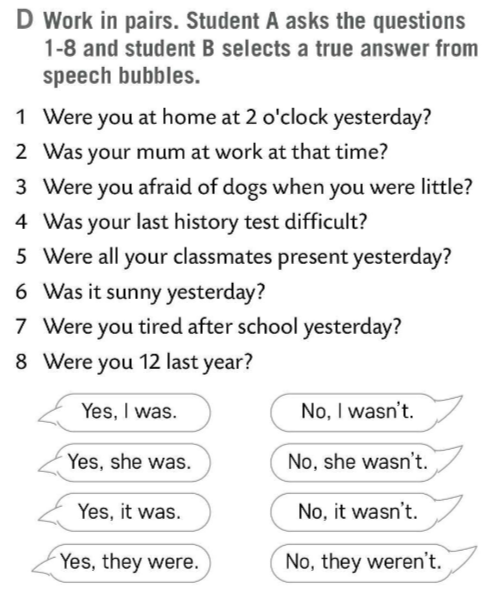 D Work in pairs. Student A asks the questions
1-8 and student B selects a true answer from
speech bubbles.
1 Were you at home at 2 o'clock yesterday?
2 Was your mum at work at that time?
3 Were you afraid of dogs when you were little?
4 Was your last history test difficult?
5 Were all your classmates present yesterday?
6 Was it sunny yesterday?
7 Were you tired after school yesterday?
8 Were you 12 last year?
Yes, I was. No, I wasn't.
Yes, she was. No, she wasn't.
Yes, it was. No, it wasn't.
Yes, they were. No, they weren't.